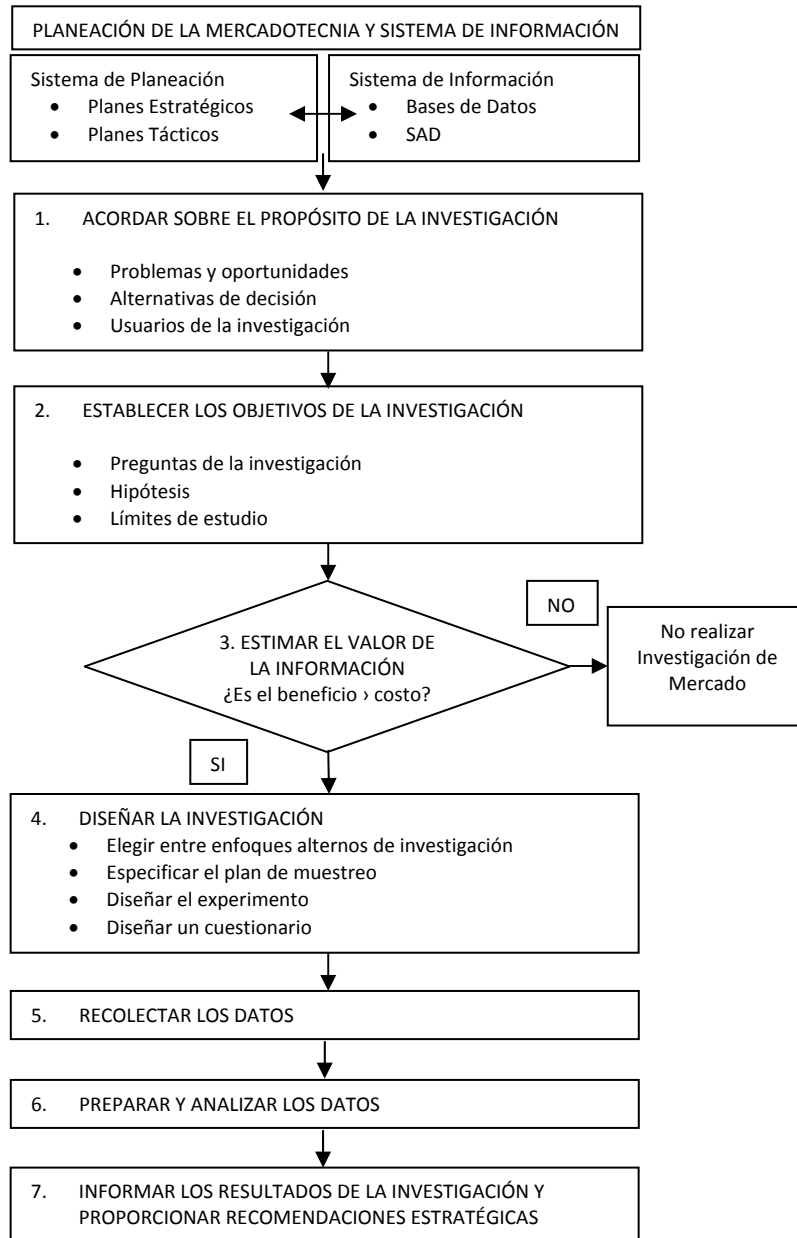 PLANEACIÓN DE LA MERCADOTECNIA Y SISTEMA DE INFORMACIÓN
Sistema de Planeación
• Planes Estratégicos
• Planes Tácticos
Sistema de Información
• Bases de Datos
• SAD
1. ACORDAR SOBRE EL PROPÓSITO DE LA INVESTIGACIÓN
• Problemas y oportunidades
• Alternativas de decisión
• Usuarios de la investigación
2. ESTABLECER LOS OBJETIVOS DE LA INVESTIGACIÓN
• Preguntas de la investigación
• Hipótesis
• Límites de estudio
3. ESTIMAR EL VALOR DE
LA INFORMACIÓN
¿Es el beneficio › costo?
NO
No realizar
Investigación de
Mercado
SI
4. DISEÑAR LA INVESTIGACIÓN
• Elegir entre enfoques alternos de investigación
• Especificar el plan de muestreo
• Diseñar el experimento
• Diseñar un cuestionario
5. RECOLECTAR LOS DATOS
6. PREPARAR Y ANALIZAR LOS DATOS
7. INFORMAR LOS RESULTADOS DE LA INVESTIGACIÓN Y
PROPORCIONAR RECOMENDACIONES ESTRATÉGICAS